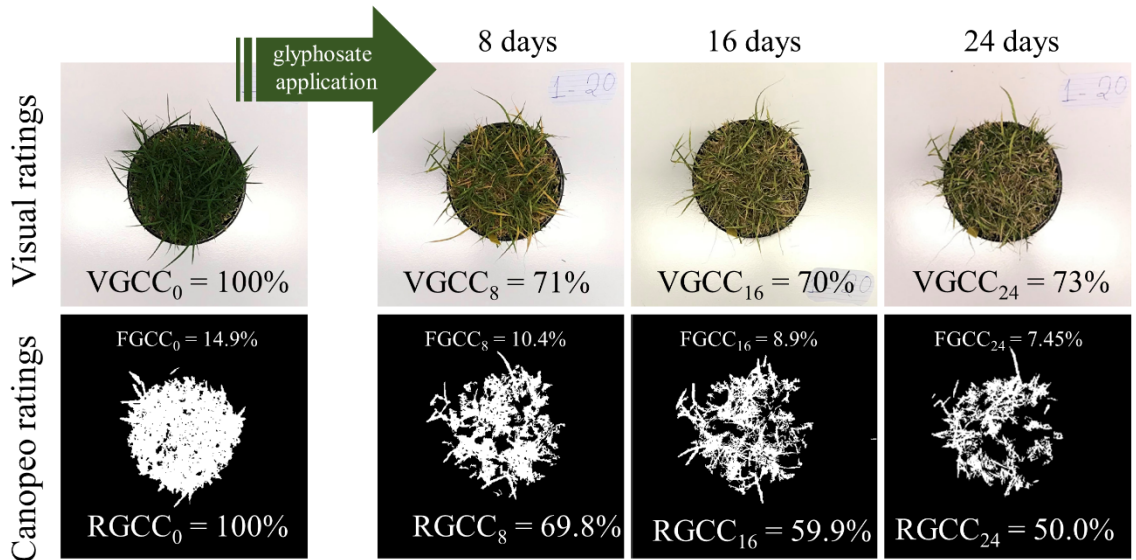 glyphosate
application
8 days
16 days
24 days
Visual ratings
1-20
1-20
VGCC₀ = 100%
VGCC₈ = 71%
VGCC₁₆ = 70%
VGCC₂₄ = 73%
Canopeo ratings
FGCC₀ = 14.9%
FGCC₈ = 10.4%
FGCC₁₆ = 8.9%
FGCC₂₄ = 7.45%
RGCC₀ = 100%
RGCC₈ = 69.8%
RGCC₁₆ = 59.9%
RGCC₂₄ = 50.0%